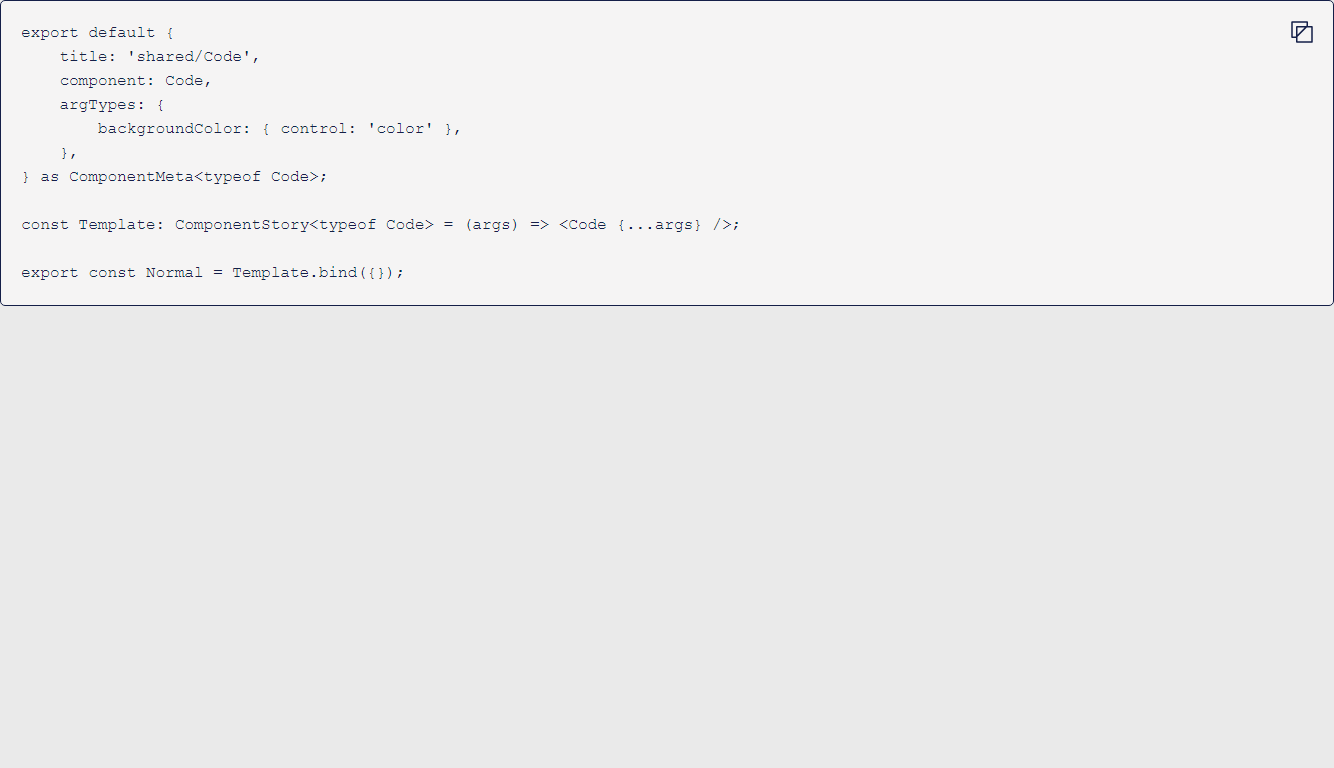 export default {
    title: 'shared/Code',
    component: Code,
    argTypes: {
        backgroundColor: { control: 'color' },
    },
} as ComponentMeta<typeof Code>;

const Template: ComponentStory<typeof Code> = (args) => <Code {...args} />;

export const Normal = Template.bind({});